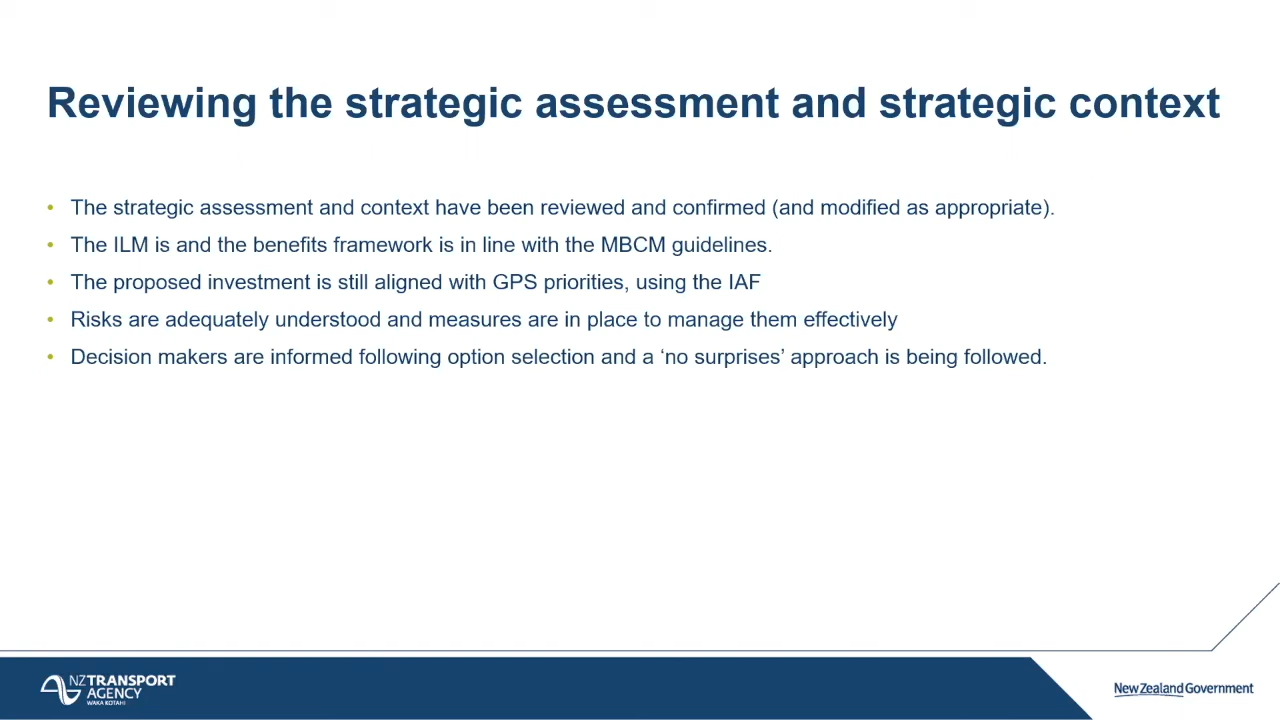 Reviewing the strategic assessment and strategic context
• The strategic assessment and context have been reviewed and confirmed (and modified as appropriate).
• The ILM is and the benefits framework is in line with the MBCM guidelines.
• The proposed investment is still aligned with GPS priorities, using the IAF
• Risks are adequately understood and measures are in place to manage them effectively
• Decision makers are informed following option selection and a ‘no surprises’ approach is being followed.
NZTRANSPORT
AGENCY
WAKA KOTAHI
New Zealand Government